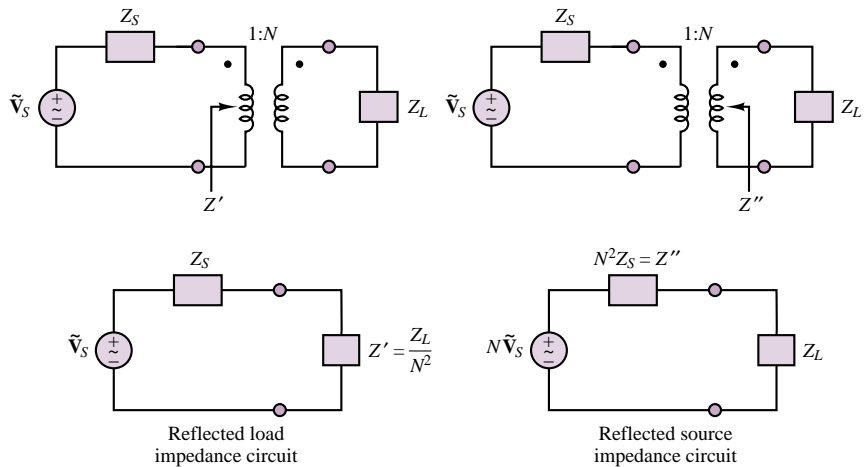 Z_S
1:N
Ṽ_S
+
~
–
Z_L
Z′
Z_S
1:N
Ṽ_S
+
~
–
Z_L
Z″
Z_S
Ṽ_S
+
~
–
Z′ = Z_L/N²
Reflected load
impedance circuit
N²Z_S = Z″
NṼ_S
+
~
–
Z_L
Reflected source
impedance circuit